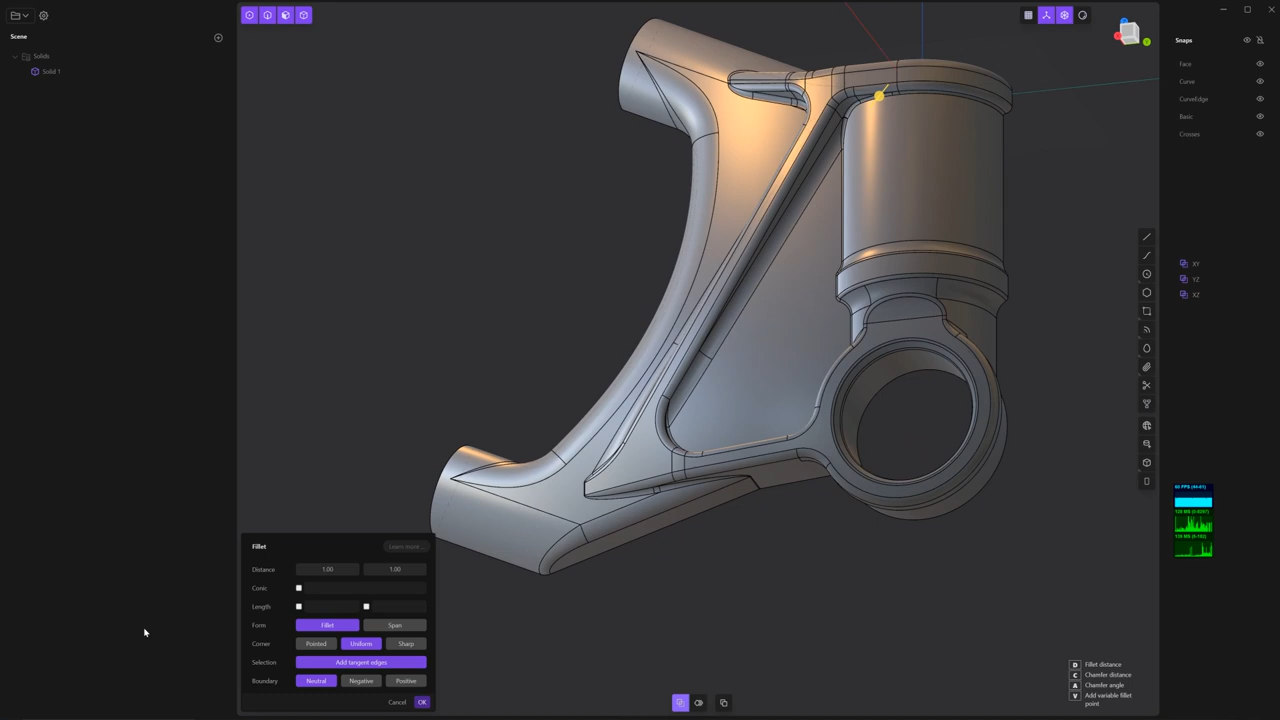 Scene
Solids
Solid 1
Snaps
Face
Curve
CurveEdge
Basic
Crosses
XY
YZ
XZ
Fillet
Learn more...
Distance 1.00 1.00
Conic
Length
Form Fillet Span
Corner Pointed Uniform Sharp
Selection Add tangent edges
Boundary Neutral Negative Positive
Cancel OK
D Fillet distance
C Chamfer distance
A Chamfer angle
V Add variable fillet
point